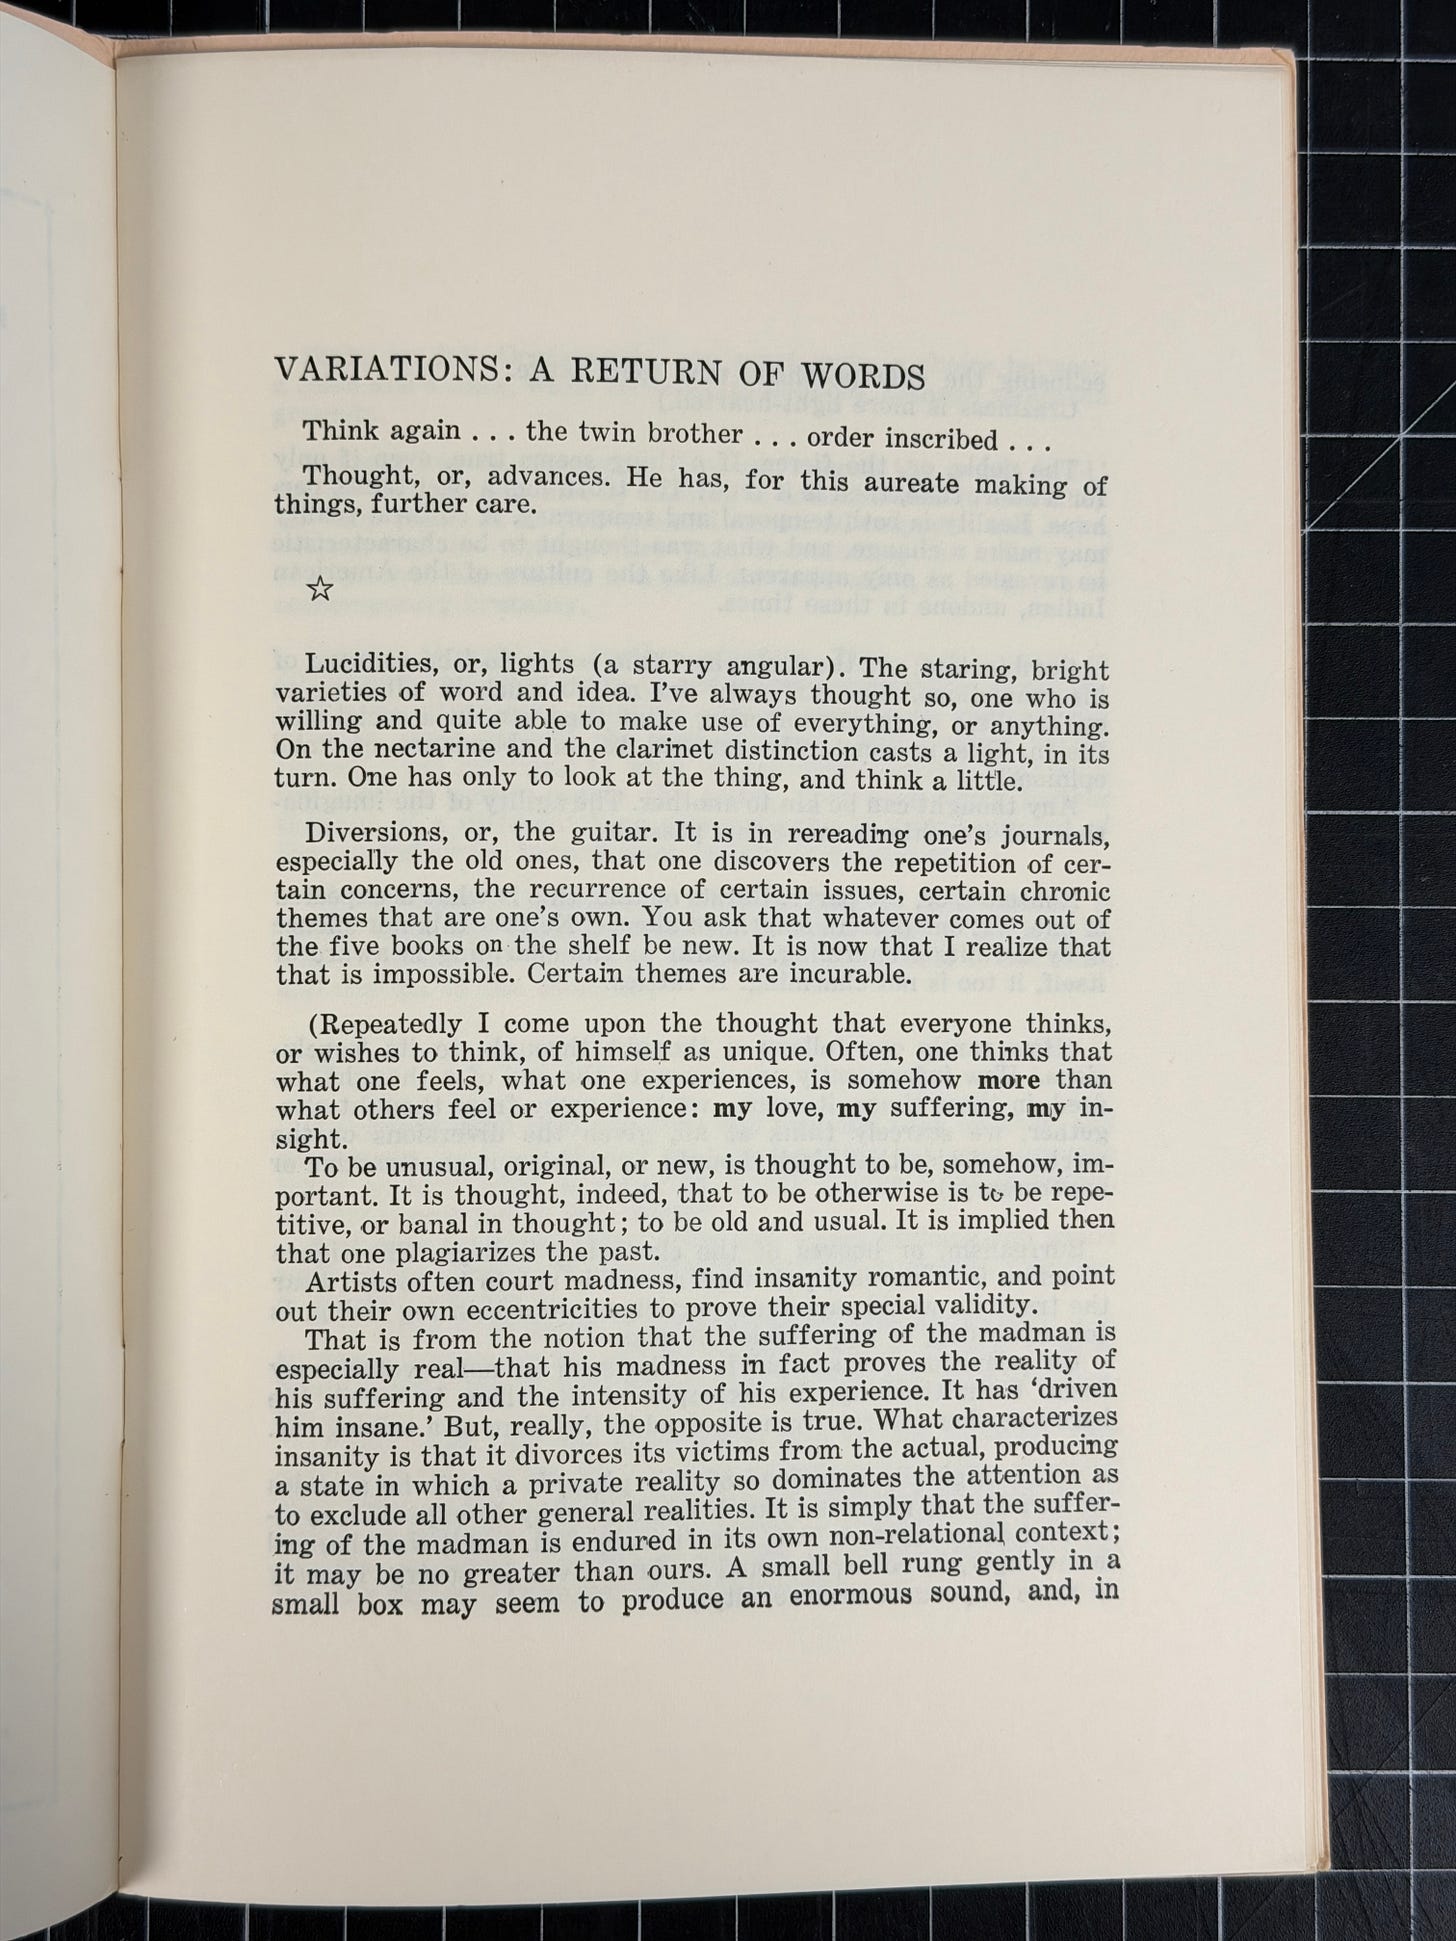 VARIATIONS: A RETURN OF WORDS
Think again . . . the twin brother . . . order inscribed . . .
Thought, or, advances. He has, for this aureate making of
things, further care.
☆
Lucidities, or, lights (a starry angular). The staring, bright
varieties of word and idea. I've always thought so, one who is
willing and quite able to make use of everything, or anything.
On the nectarine and the clarinet distinction casts a light, in its
turn. One has only to look at the thing, and think a little.
Diversions, or, the guitar. It is in rereading one's journals,
especially the old ones, that one discovers the repetition of cer-
tain concerns, the recurrence of certain issues, certain chronic
themes that are one's own. You ask that whatever comes out of
the five books on the shelf be new. It is now that I realize that
that is impossible. Certain themes are incurable.
(Repeatedly I come upon the thought that everyone thinks,
or wishes to think, of himself as unique. Often, one thinks that
what one feels, what one experiences, is somehow more than
what others feel or experience: my love, my suffering, my in-
sight.
To be unusual, original, or new, is thought to be, somehow, im-
portant. It is thought, indeed, that to be otherwise is to be repe-
titive, or banal in thought; to be old and usual. It is implied then
that one plagiarizes the past.
Artists often court madness, find insanity romantic, and point
out their own eccentricities to prove their special validity.
That is from the notion that the suffering of the madman is
especially real—that his madness in fact proves the reality of
his suffering and the intensity of his experience. It has 'driven
him insane.' But, really, the opposite is true. What characterizes
insanity is that it divorces its victims from the actual, producing
a state in which a private reality so dominates the attention as
to exclude all other general realities. It is simply that the suffer-
ing of the madman is endured in its own non-relational context;
it may be no greater than ours. A small bell rung gently in a
small box may seem to produce an enormous sound, and, in